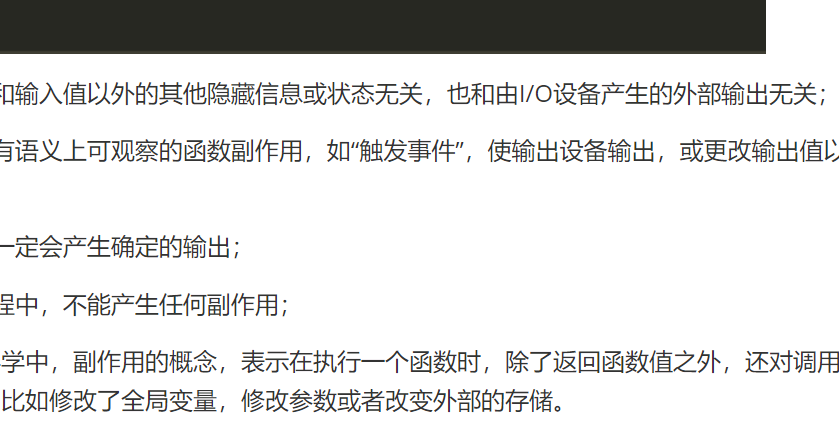 和输入值以外的其他隐藏信息或状态无关，也和由I/O设备产生的外部输出无关；
有语义上可观察的函数副作用，如“触发事件”，使输出设备输出，或更改输出值以
一定会产生确定的输出；
程中，不能产生任何副作用；
学中，副作用的概念，表示在执行一个函数时，除了返回函数值之外，还对调用
比如修改了全局变量，修改参数或者改变外部的存储。